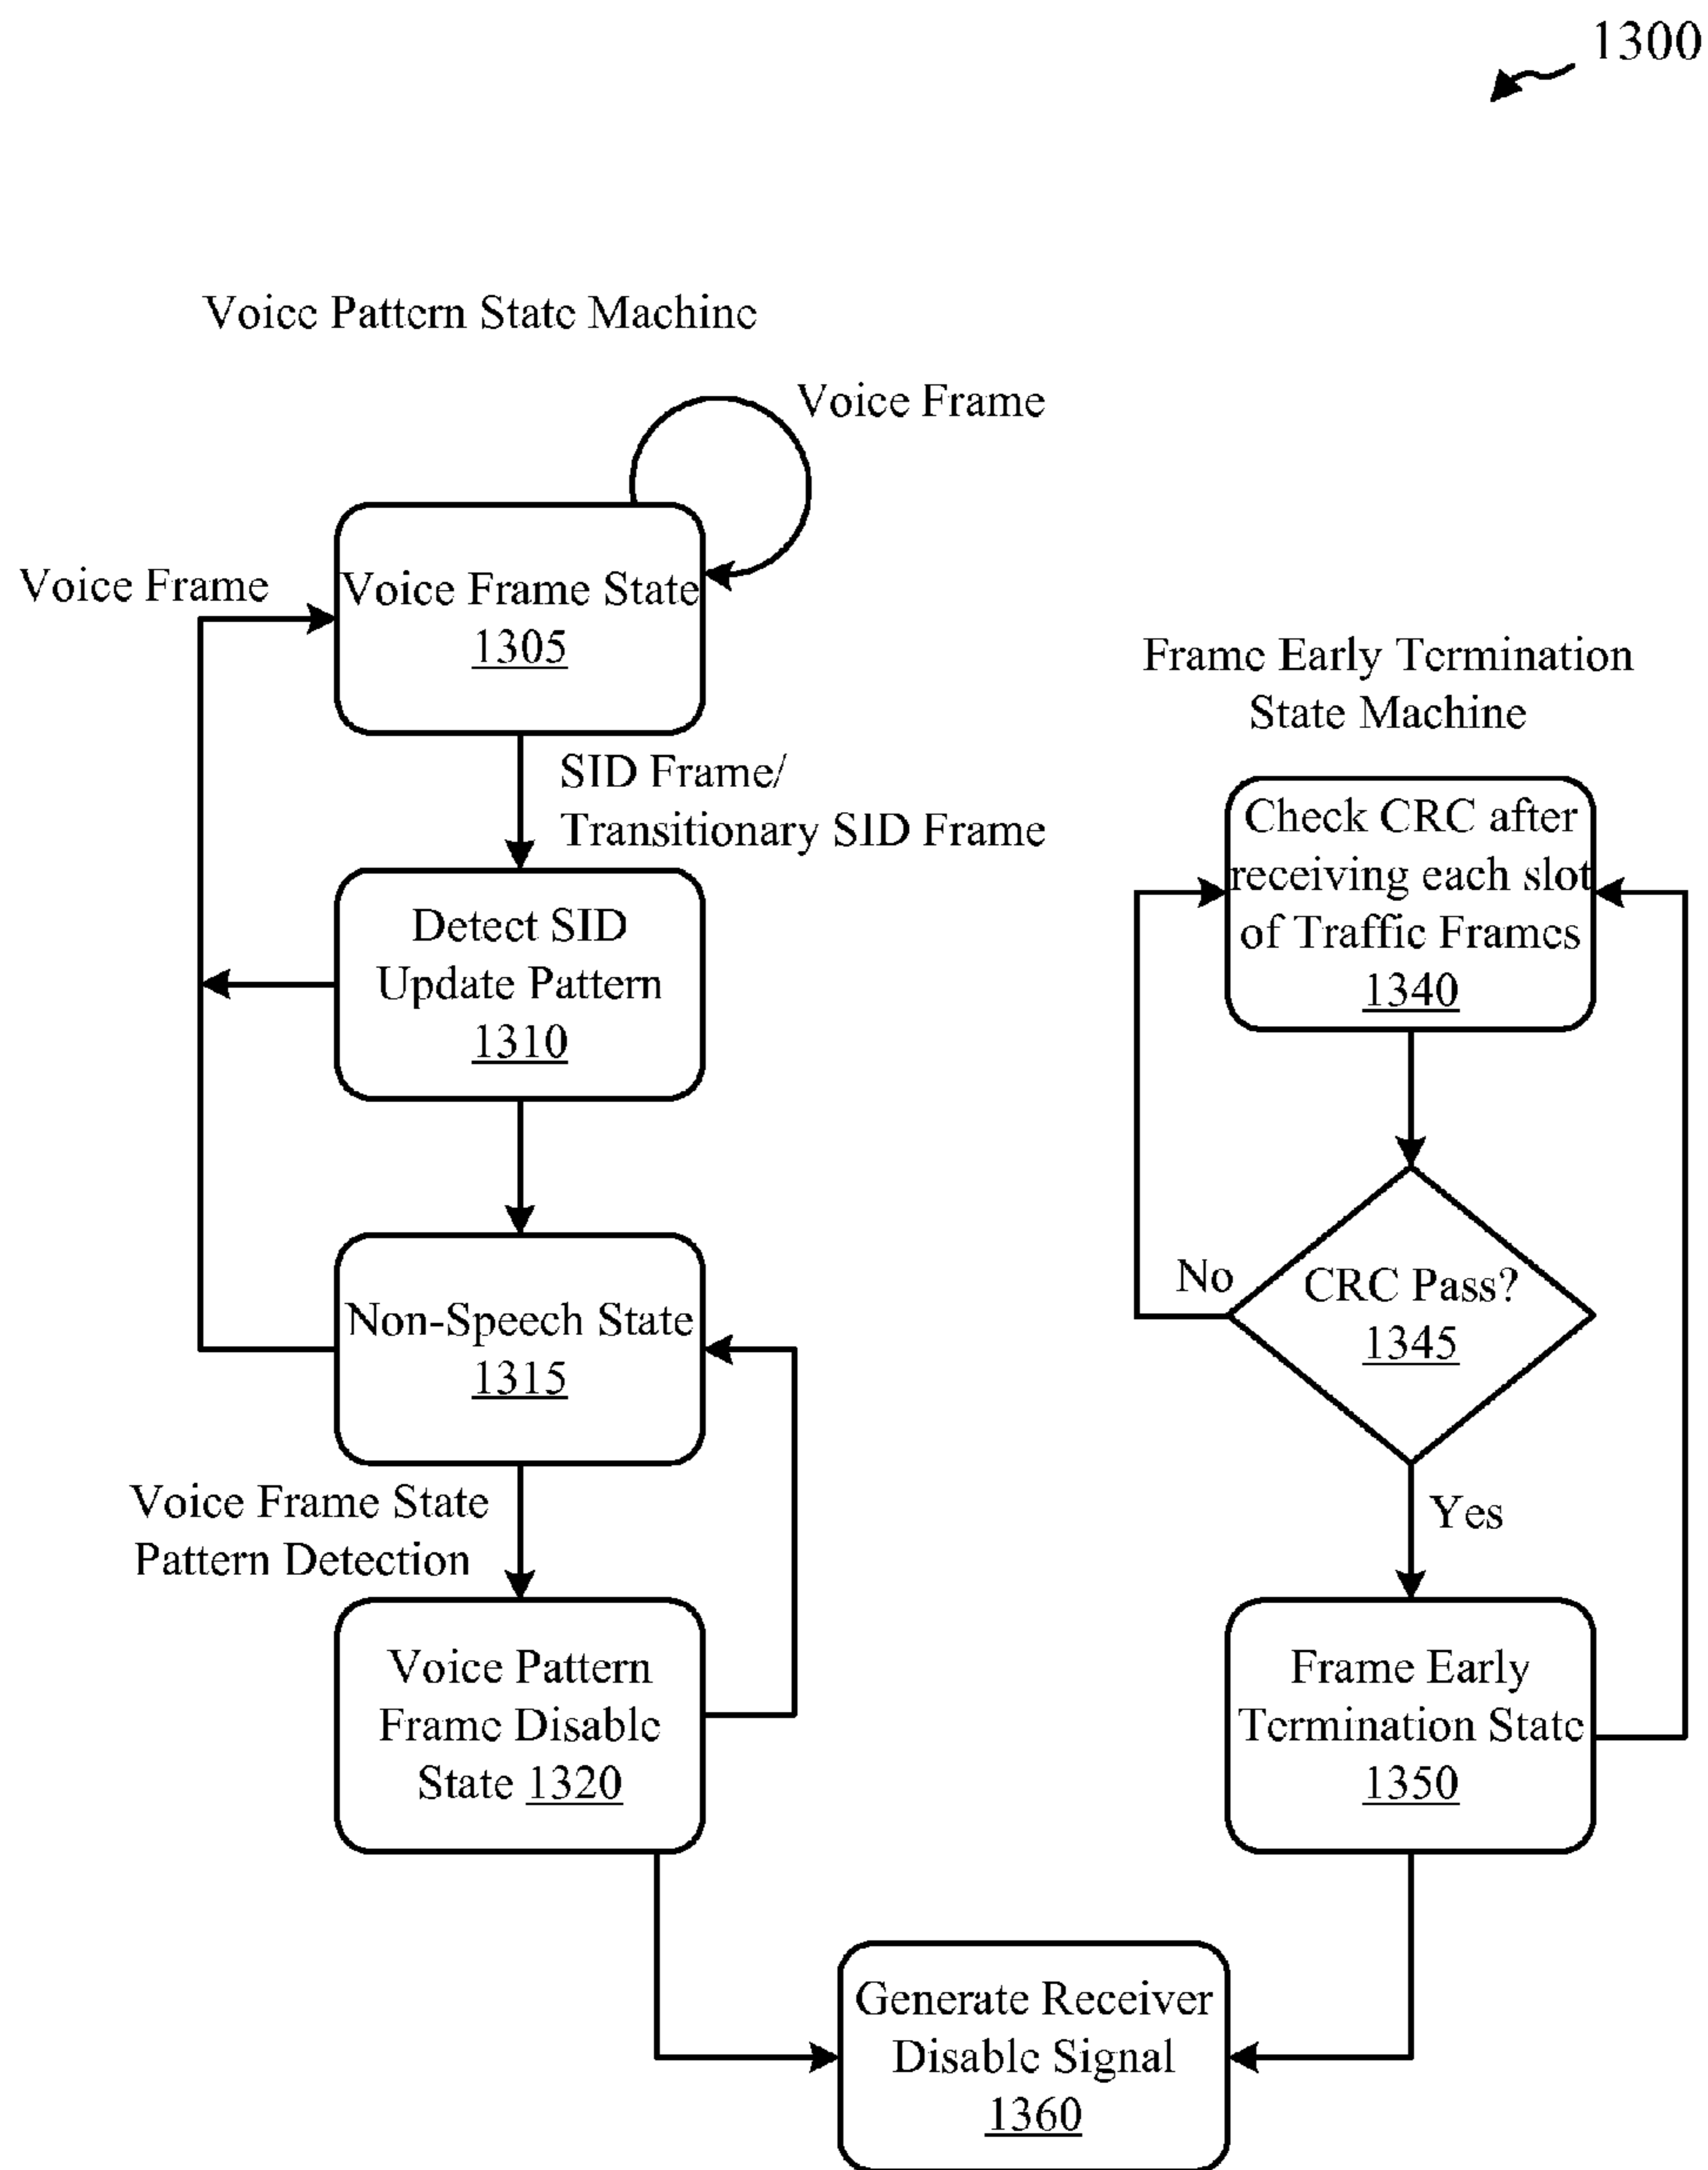 1300
Voice Pattern State Machine
Voice Frame
Voice Frame
Voice Frame State
1305
SID Frame/
Transitionary SID Frame
Detect SID
Update Pattern
1310
Non-Speech State
1315
Voice Frame State
Pattern Detection
Voice Pattern
Frame Disable
State 1320
Frame Early Termination
State Machine
Check CRC after
receiving each slot
of Traffic Frames
1340
CRC Pass?
1345
No
Yes
Frame Early
Termination State
1350
Generate Receiver
Disable Signal
1360